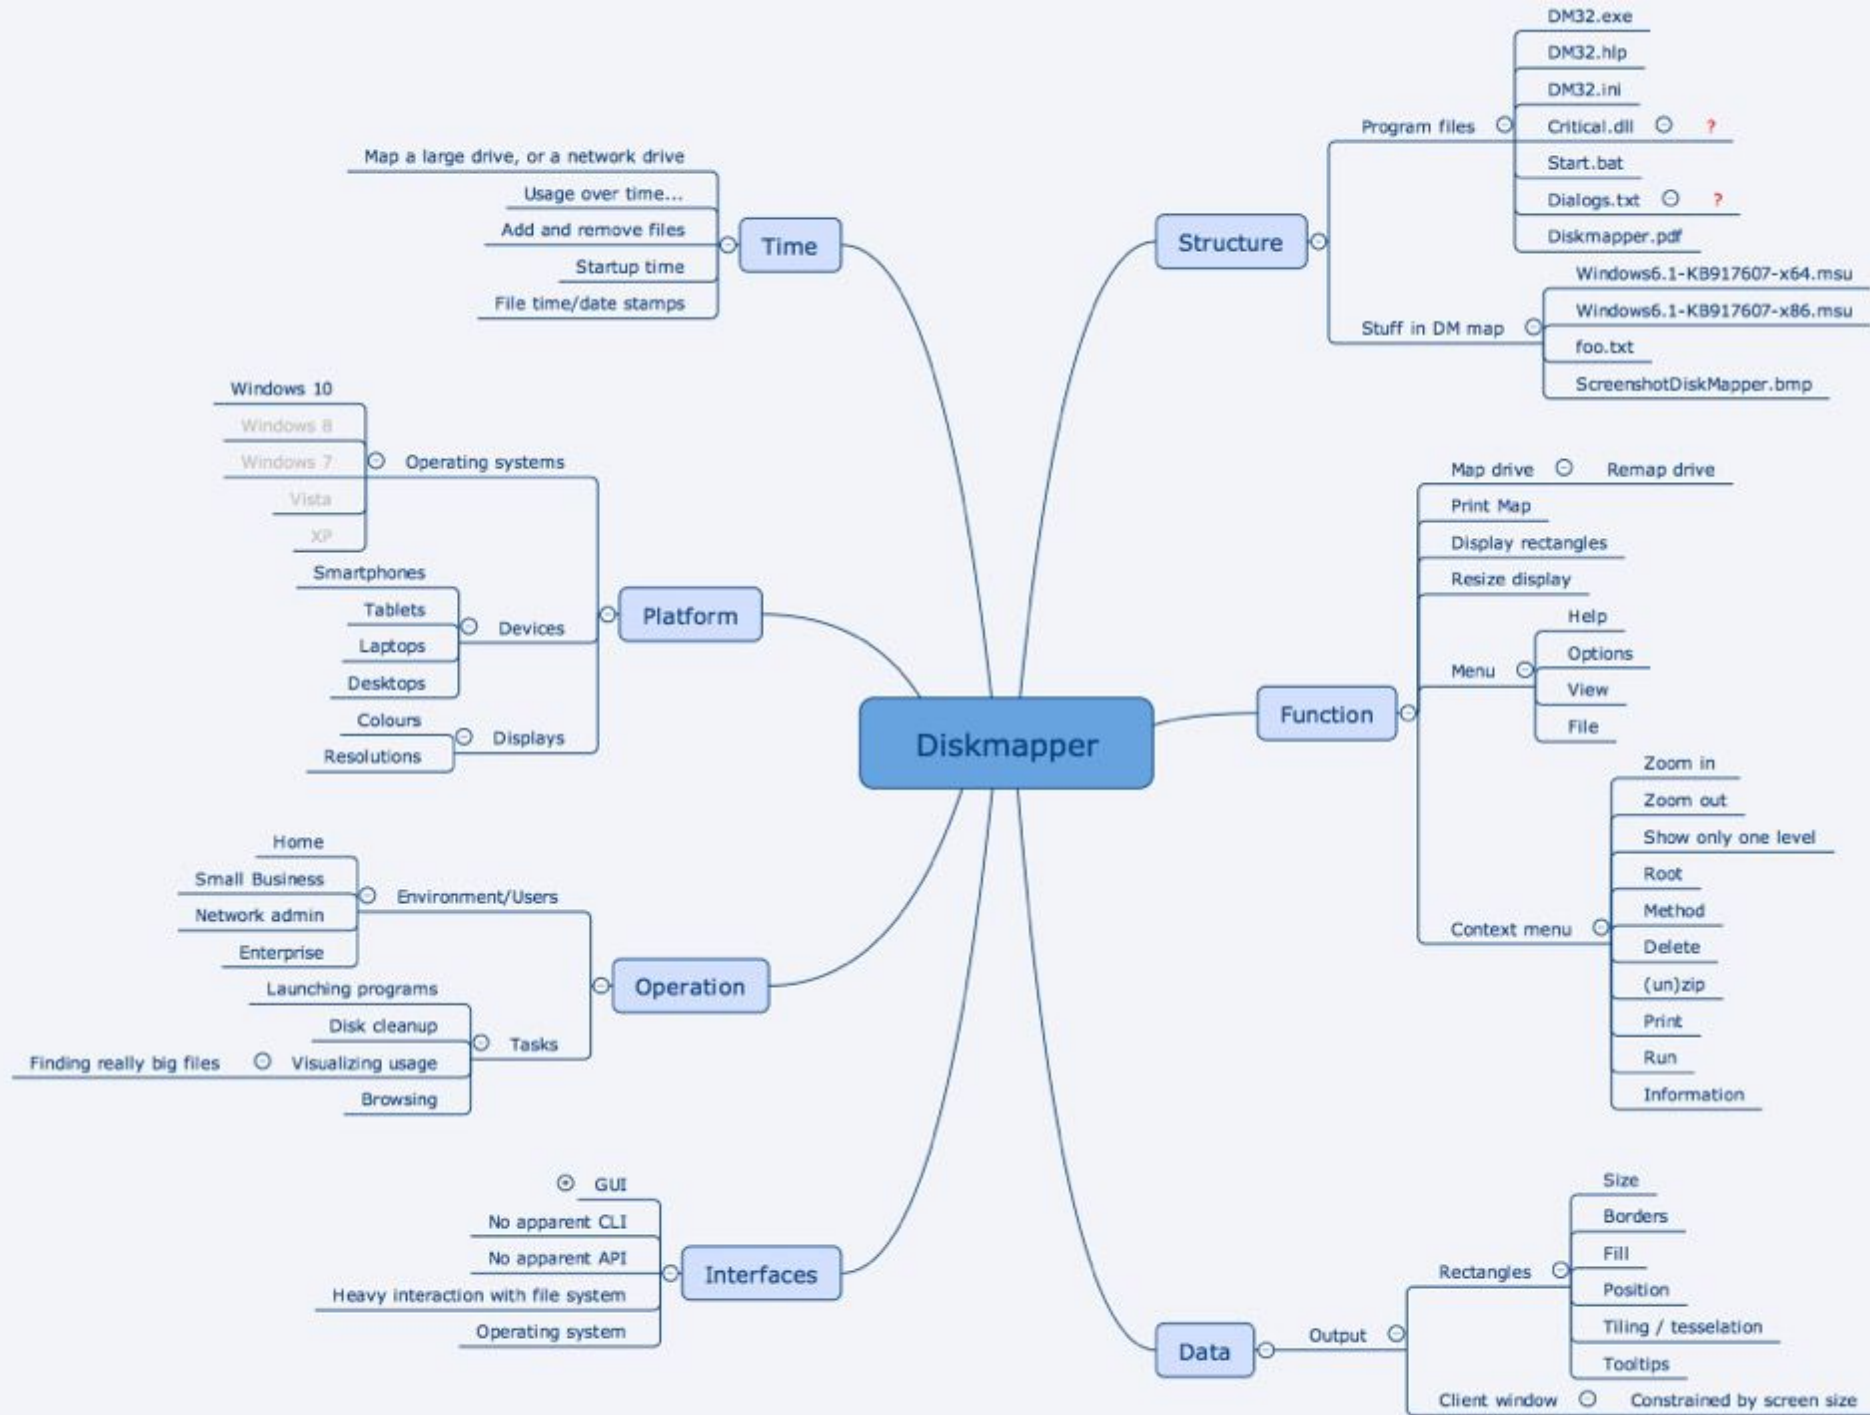 Diskmapper
Structure
Program files
DM32.exe
DM32.hlp
DM32.ini
Critical.dll ?
Start.bat
Dialogs.txt ?
Diskmapper.pdf
Stuff in DM map
Windows6.1-KB917607-x64.msu
Windows6.1-KB917607-x86.msu
foo.txt
ScreenshotDiskMapper.bmp
Function
Map drive Remap drive
Print Map
Display rectangles
Resize display
Menu
Help
Options
View
File
Context menu
Zoom in
Zoom out
Show only one level
Root
Method
Delete
(un)zip
Print
Run
Information
Data
Output
Rectangles
Size
Borders
Fill
Position
Tiling / tesselation
Tooltips
Client window Constrained by screen size
Time
Map a large drive, or a network drive
Usage over time...
Add and remove files
Startup time
File time/date stamps
Platform
Operating systems
Windows 10
Windows 8
Windows 7
Vista
XP
Devices
Smartphones
Tablets
Laptops
Desktops
Displays
Colours
Resolutions
Operation
Environment/Users
Home
Small Business
Network admin
Enterprise
Tasks
Launching programs
Disk cleanup
Finding really big files Visualizing usage
Browsing
Interfaces
GUI
No apparent CLI
No apparent API
Heavy interaction with file system
Operating system